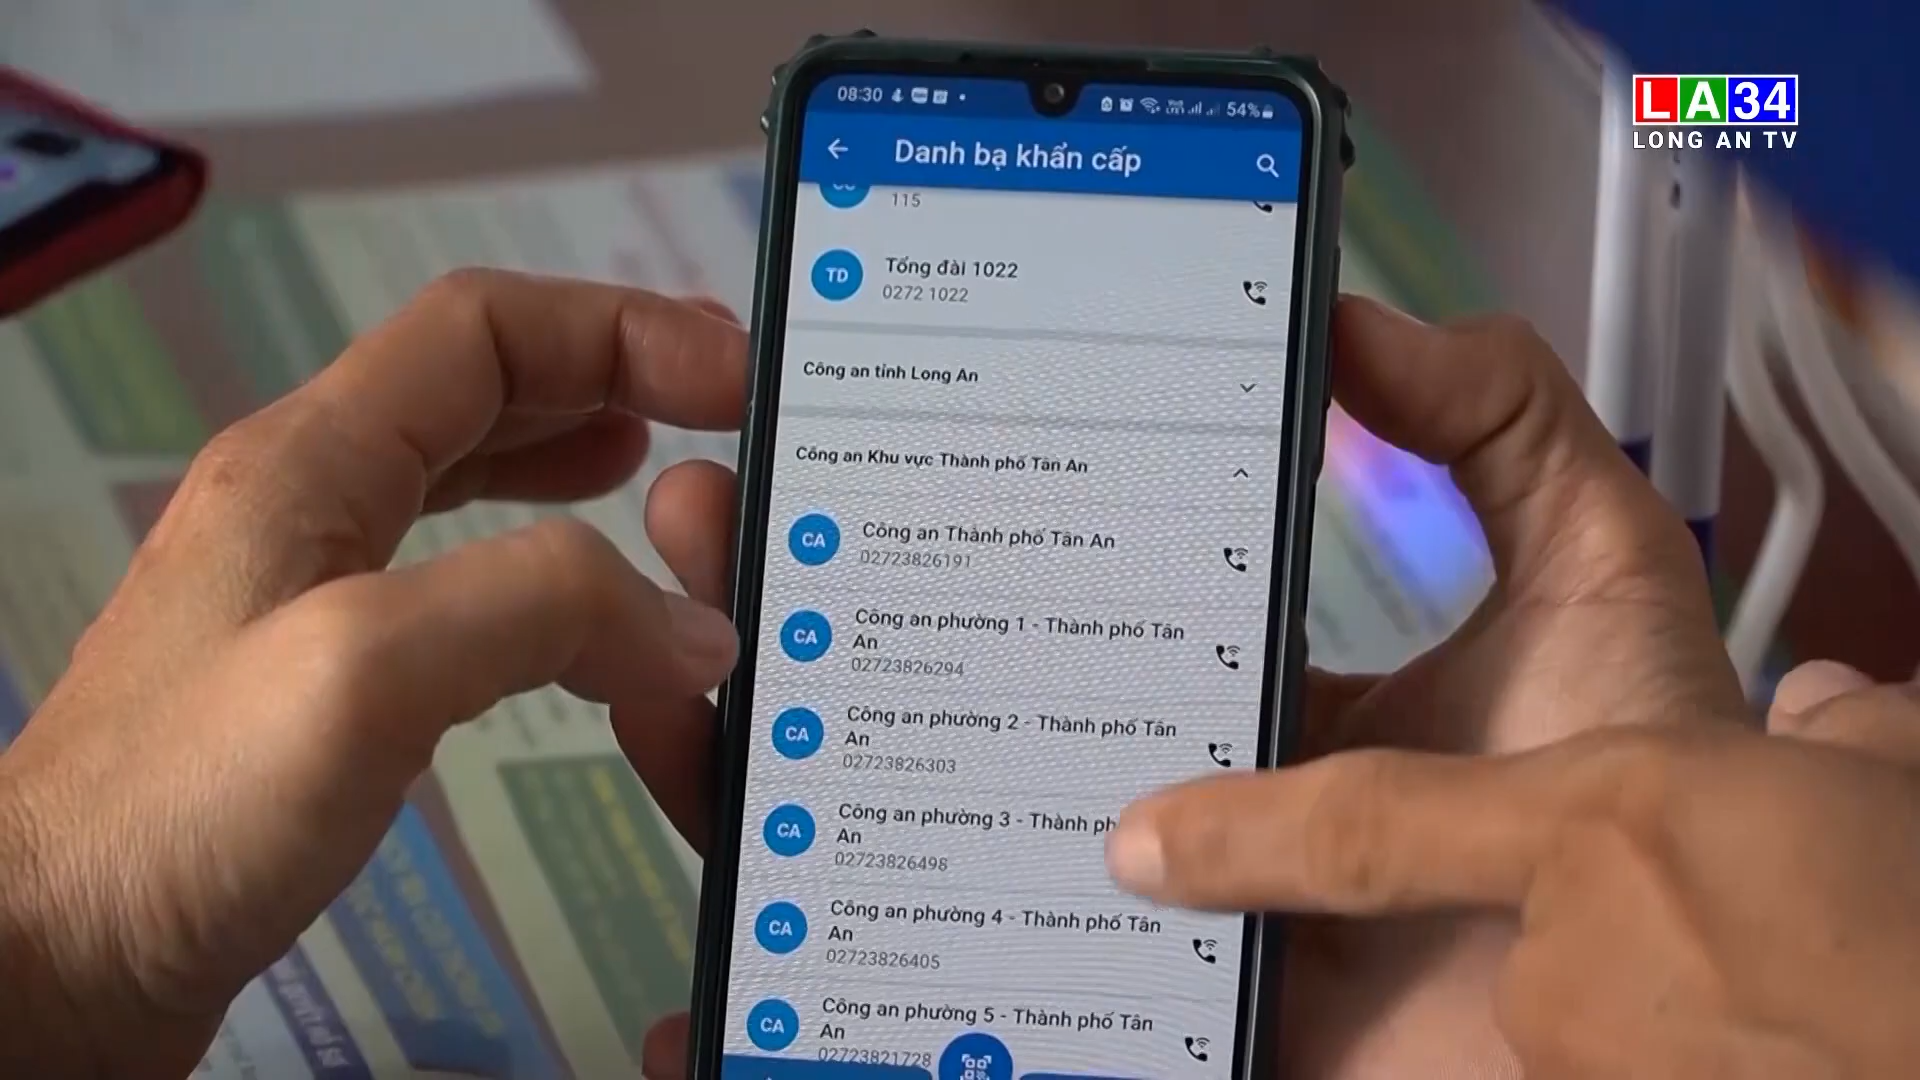 LA34
LONG AN TV
08:30
54%
Danh bạ khẩn cấp
115
TD
Tổng đài 1022
0272 1022
Công an tỉnh Long An
Công an Khu vực Thành phố Tân An
CA
Công an Thành phố Tân An
02723826191
CA
Công an phường 1 - Thành phố Tân
An
02723826294
CA
Công an phường 2 - Thành phố Tân
An
02723826303
CA
Công an phường 3 - Thành ph
An
02723826498
CA
Công an phường 4 - Thành phố Tân
An
02723826405
CA
Công an phường 5 - Thành phố Tân
An
02723821728